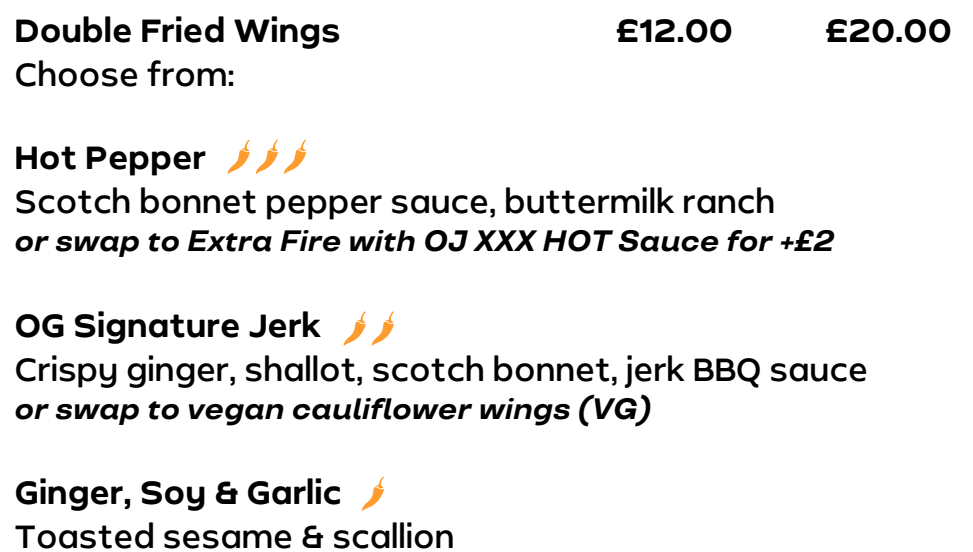 Double Fried Wings £12.00 £20.00
Choose from:
Hot Pepper
Scotch bonnet pepper sauce, buttermilk ranch
or swap to Extra Fire with OJ XXX HOT Sauce for +£2
OG Signature Jerk
Crispy ginger, shallot, scotch bonnet, jerk BBQ sauce
or swap to vegan cauliflower wings (VG)
Ginger, Soy & Garlic
Toasted sesame & scallion